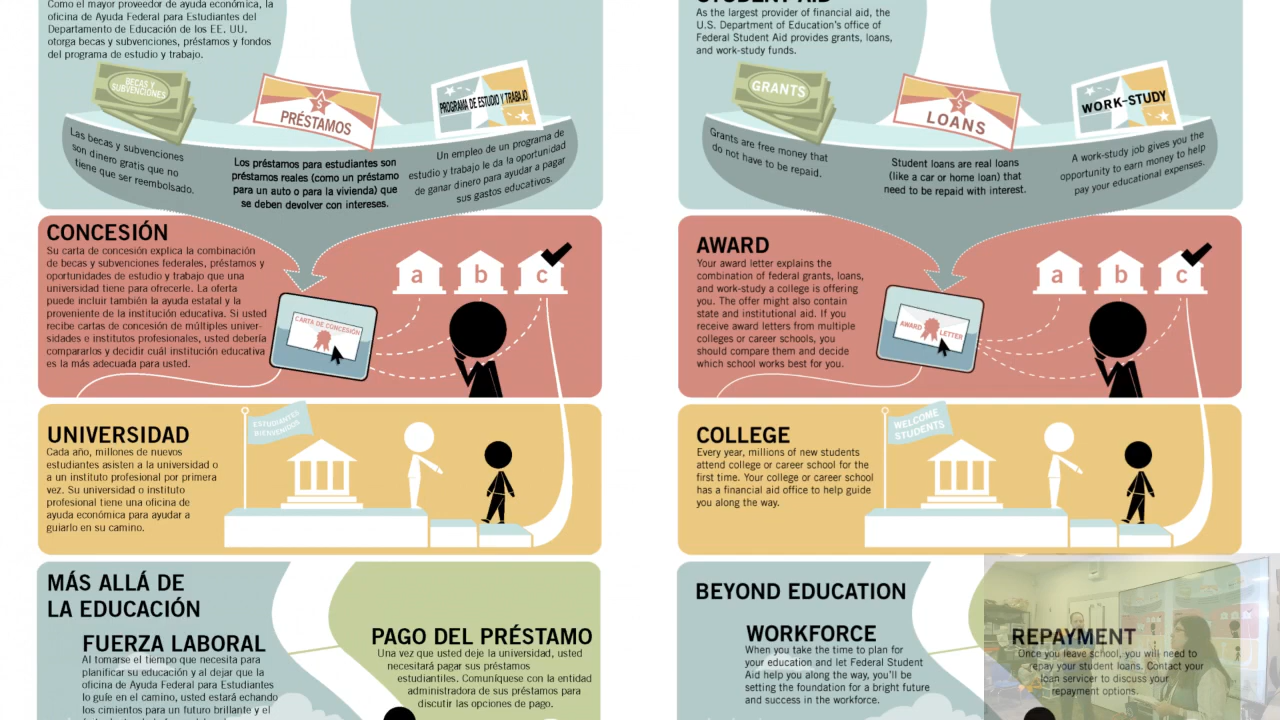 Como el mayor proveedor de ayuda económica, la
oficina de Ayuda Federal para Estudiantes del
Departamento de Educación de los EE. UU.
otorga becas y subvenciones, préstamos y fondos
del programa de estudio y trabajo.
BECAS Y
SUBVENCIONES
PRÉSTAMOS
PROGRAMA DE ESTUDIO Y TRABAJO
Las becas y subvenciones
son dinero gratis que no
tiene que ser reembolsado.
Los préstamos para estudiantes son
préstamos reales (como un préstamo
para un auto o para la vivienda) que
se deben devolver con intereses.
Un empleo de un programa de
estudio y trabajo le da la oportunidad
de ganar dinero para ayudar a pagar
sus gastos educativos.
CONCESIÓN
Su carta de concesión explica la combinación
de becas y subvenciones federales, préstamos y
oportunidades de estudio y trabajo que una
universidad tiene para ofrecerle. La oferta
puede incluir también la ayuda estatal y la
proveniente de la institución educativa. Si usted
recibe cartas de concesión de múltiples univer-
sidades e institutos profesionales, usted debería
compararlos y decidir cuál institución educativa
es la más adecuada para usted.
CARTA DE CONCESIÓN
a b c
UNIVERSIDAD
Cada año, millones de nuevos
estudiantes asisten a la universidad o
a un instituto profesional por primera
vez. Su universidad o instituto
profesional tiene una oficina de
ayuda económica para ayudar a
guiarlo en su camino.
ESTUDIANTES
BIENVENIDOS
MÁS ALLÁ DE
LA EDUCACIÓN
FUERZA LABORAL
Al tomarse el tiempo que necesita para
planificar su educación y al dejar que la
oficina de Ayuda Federal para Estudiantes
lo guíe en el camino, usted estará echando
los cimientos para un futuro brillante y el
PAGO DEL PRÉSTAMO
Una vez que usted deje la universidad, usted
necesitará pagar sus préstamos
estudiantiles. Comuníquese con la entidad
administradora de sus préstamos para
discutir las opciones de pago.
STUDENT AID
As the largest provider of financial aid, the
U.S. Department of Education's office of
Federal Student Aid provides grants, loans,
and work-study funds.
GRANTS
LOANS
WORK-STUDY
Grants are free money that
do not have to be repaid.
Student loans are real loans
(like a car or home loan) that
need to be repaid with interest.
A work-study job gives you the
opportunity to earn money to help
pay your educational expenses.
AWARD
Your award letter explains the
combination of federal grants, loans,
and work-study a college is offering
you. The offer might also contain
state and institutional aid. If you
receive award letters from multiple
colleges or career schools, you
should compare them and decide
which school works best for you.
AWARD LETTER
a b c
COLLEGE
Every year, millions of new students
attend college or career school for the
first time. Your college or career school
has a financial aid office to help guide
you along the way.
WELCOME
STUDENTS
BEYOND EDUCATION
WORKFORCE
When you take the time to plan for
your education and let Federal Student
Aid help you along the way, you'll be
setting the foundation for a bright future
and success in the workforce.
REPAYMENT
Once you leave school, you will need to
repay your student loans. Contact your
loan servicer to discuss your
repayment options.